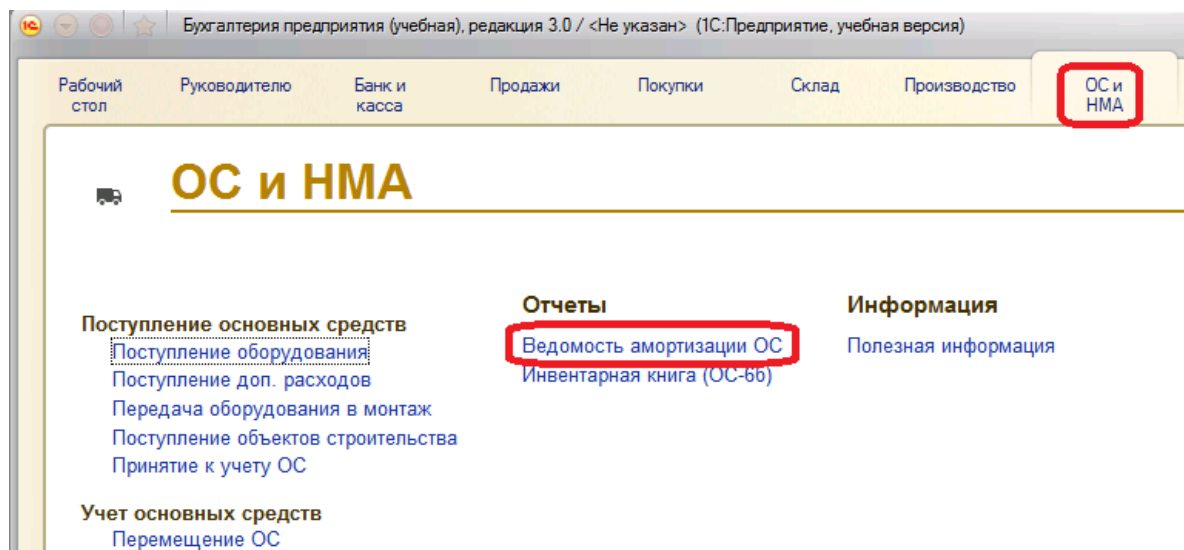 Бухгалтерия предприятия (учебная), редакция 3.0 / <Не указан> (1С:Предприятие, учебная версия)
Рабочий стол
Руководителю
Банк и касса
Продажи
Покупки
Склад
Производство
ОС и НМА
ОС и НМА
Поступление основных средств
Поступление оборудования
Поступление доп. расходов
Передача оборудования в монтаж
Поступление объектов строительства
Принятие к учету ОС
Учет основных средств
Перемещение ОС
Отчеты
Ведомость амортизации ОС
Инвентарная книга (ОС-6б)
Информация
Полезная информация